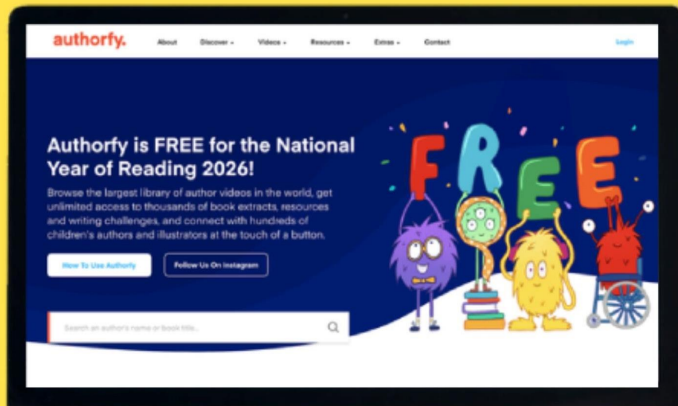 authorfy.
About Discover Videos Resources Extras Contact Login
Authorfy is FREE for the National
Year of Reading 2026!
Browse the largest library of author videos in the world, get
unlimited access to thousands of book extracts, resources
and writing challenges, and connect with hundreds of
children's authors and illustrators at the touch of a button.
How To Use Authorfy Follow Us On Instagram
Search an author's name or book title...
FREE